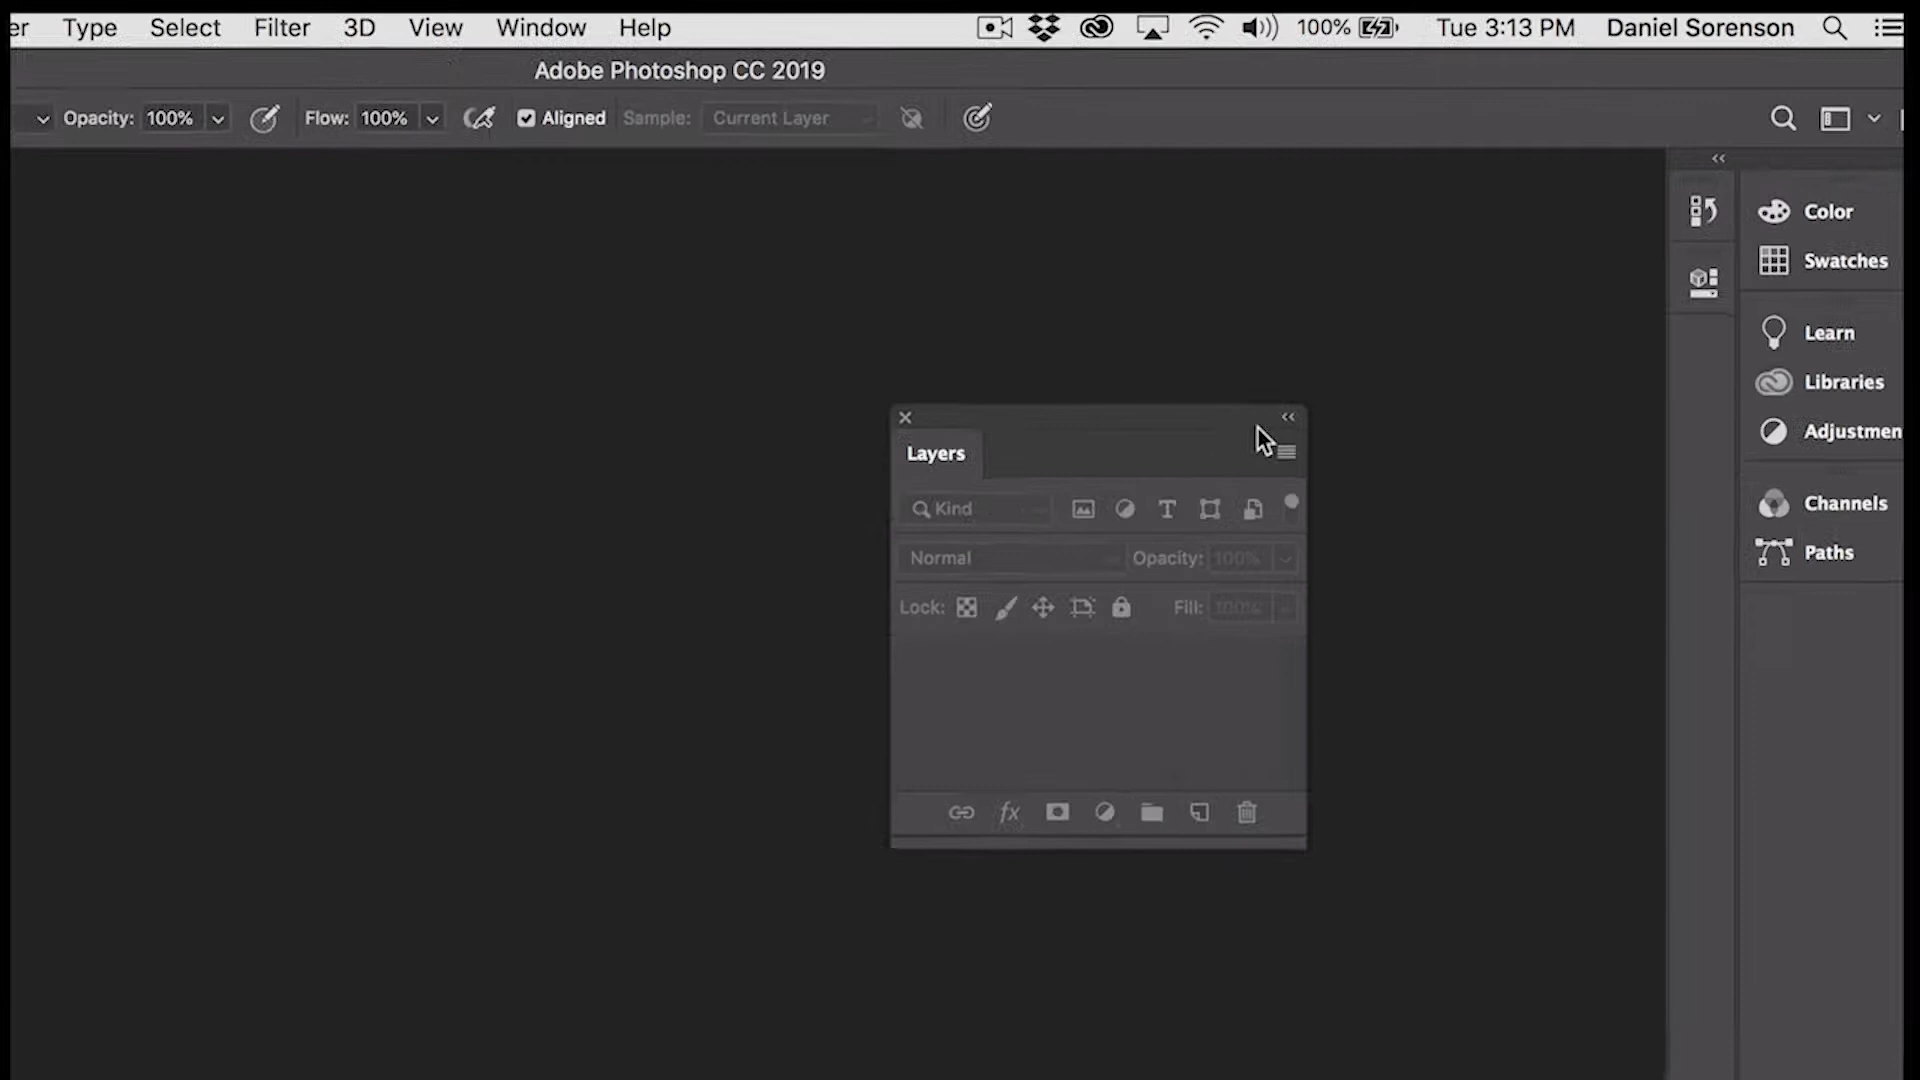 er Type Select Filter 3D View Window Help 100% Tue 3:13 PM Daniel Sorenson
Adobe Photoshop CC 2019
Opacity: 100% Flow: 100% Aligned Sample: Current Layer
Color
Swatches
Learn
Libraries
Adjustmen
Channels
Paths
Layers
Kind
Normal Opacity: 100%
Lock: Fill: 100%
fx